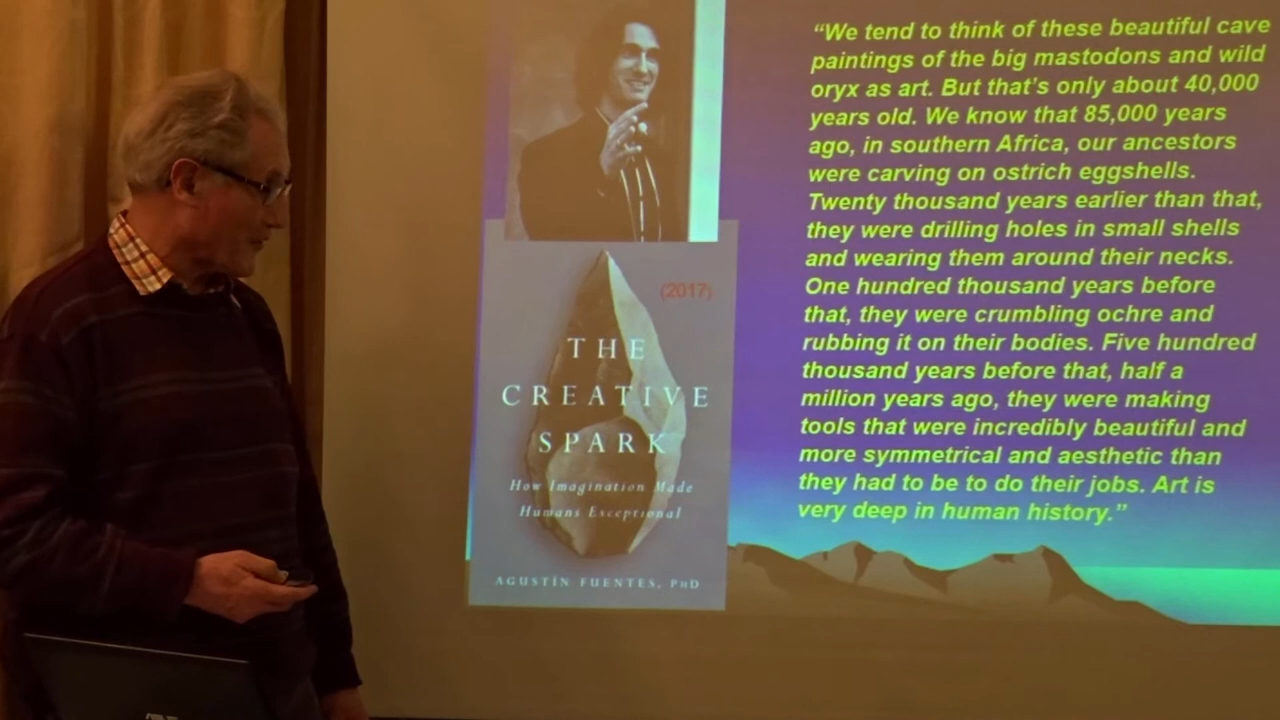 (2017)
THE
CREATIVE
SPARK
How Imagination Made
Humans Exceptional
AGUSTÍN FUENTES, PHD
“We tend to think of these beautiful cave
paintings of the big mastodons and wild
oryx as art. But that’s only about 40,000
years old. We know that 85,000 years
ago, in southern Africa, our ancestors
were carving on ostrich eggshells.
Twenty thousand years earlier than that,
they were drilling holes in small shells
and wearing them around their necks.
One hundred thousand years before
that, they were crumbling ochre and
rubbing it on their bodies. Five hundred
thousand years before that, half a
million years ago, they were making
tools that were incredibly beautiful and
more symmetrical and aesthetic than
they had to be to do their jobs. Art is
very deep in human history.”